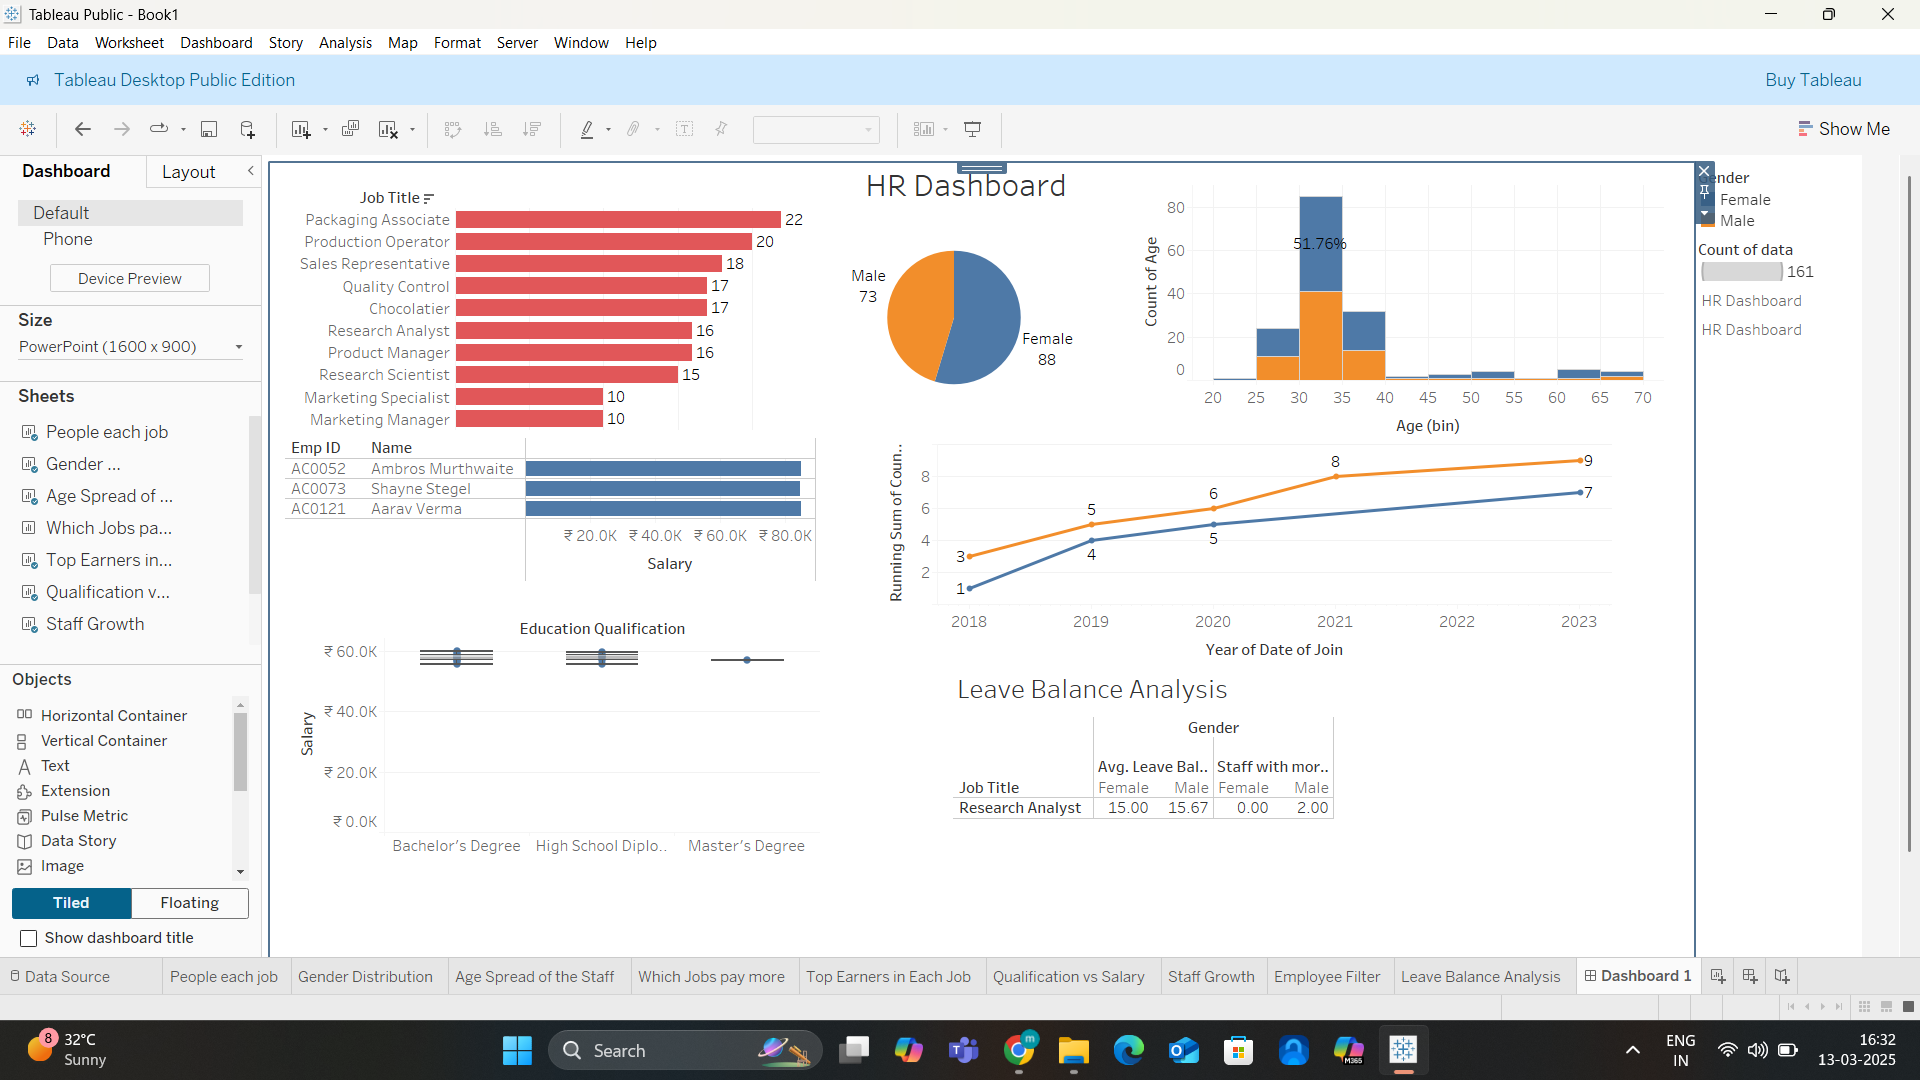 Tableau Public - Book1
File Data Worksheet Dashboard Story Analysis Map Format Server Window Help
Tableau Desktop Public Edition
Buy Tableau
Show Me
Dashboard
Layout
Default
Phone
Device Preview
Size
PowerPoint (1600 x 900)
Sheets
People each job
Gender ...
Age Spread of ...
Which Jobs pa...
Top Earners in...
Qualification v...
Staff Growth
Objects
Horizontal Container
Vertical Container
Text
Extension
Pulse Metric
Data Story
Image
Tiled Floating
Show dashboard title
Job Title
Packaging Associate 22
Production Operator 20
Sales Representative 18
Quality Control 17
Chocolatier 17
Research Analyst 16
Product Manager 16
Research Scientist 15
Marketing Specialist 10
Marketing Manager 10
HR Dashboard
Male
73
Female
88
Count of Age
80
60
40
20
0
51.76%
20 25 30 35 40 45 50 55 60 65 70
Age (bin)
Gender
Female
Male
Count of data
161
HR Dashboard
HR Dashboard
Emp ID Name
AC0052 Ambros Murthwaite
AC0073 Shayne Stegel
AC0121 Aarav Verma
₹ 20.0K ₹ 40.0K ₹ 60.0K ₹ 80.0K
Salary
Running Sum of Coun..
8
6
4
2
3 5 6 8 9
1 4 5 7
2018 2019 2020 2021 2022 2023
Year of Date of Join
Education Qualification
Salary
₹ 60.0K
₹ 40.0K
₹ 20.0K
₹ 0.0K
Bachelor's Degree High School Diplo.. Master's Degree
Leave Balance Analysis
Gender
Avg. Leave Bal.. Staff with mor..
Job Title Female Male Female Male
Research Analyst 15.00 15.67 0.00 2.00
Data Source People each job Gender Distribution Age Spread of the Staff Which Jobs pay more Top Earners in Each Job Qualification vs Salary Staff Growth Employee Filter Leave Balance Analysis Dashboard 1
8
32°C
Sunny
Search
m
M365
ENG
IN
16:32
13-03-2025